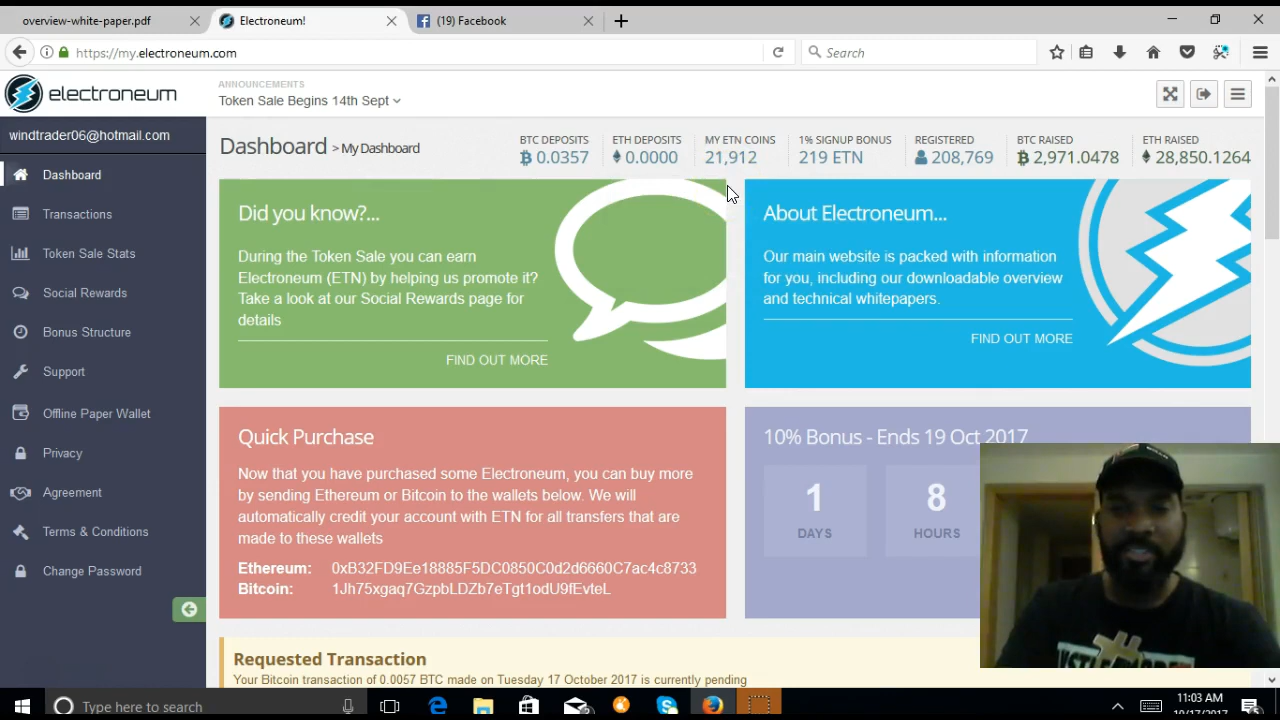 overview-white-paper.pdf
Electroneum!
(19) Facebook
https://my.electroneum.com
Search
electroneum
ANNOUNCEMENTS
Token Sale Begins 14th Sept
windtrader06@hotmail.com
Dashboard > My Dashboard
BTC DEPOSITS
0.0357
ETH DEPOSITS
0.0000
MY ETN COINS
21,912
1% SIGNUP BONUS
219 ETN
REGISTERED
208,769
BTC RAISED
2,971.0478
ETH RAISED
28,850.1264
Dashboard
Transactions
Token Sale Stats
Social Rewards
Bonus Structure
Support
Offline Paper Wallet
Privacy
Agreement
Terms & Conditions
Change Password
Did you know?...
During the Token Sale you can earn
Electroneum (ETN) by helping us promote it?
Take a look at our Social Rewards page for
details
FIND OUT MORE
About Electroneum...
Our main website is packed with information
for you, including our downloadable overview
and technical whitepapers.
FIND OUT MORE
Quick Purchase
Now that you have purchased some Electroneum, you can buy more
by sending Ethereum or Bitcoin to the wallets below. We will
automatically credit your account with ETN for all transfers that are
made to these wallets
Ethereum: 0xB32FD9Ee18885F5DC0850C0d2d6660C7ac4c8733
Bitcoin: 1Jh75xgaq7GzpbLDZb7eTgt1odU9fEvteL
10% Bonus - Ends 19 Oct 2017
1
DAYS
8
HOURS
Requested Transaction
Your Bitcoin transaction of 0.0057 BTC made on Tuesday 17 October 2017 is currently pending
Type here to search
11:03 AM
10/17/2017